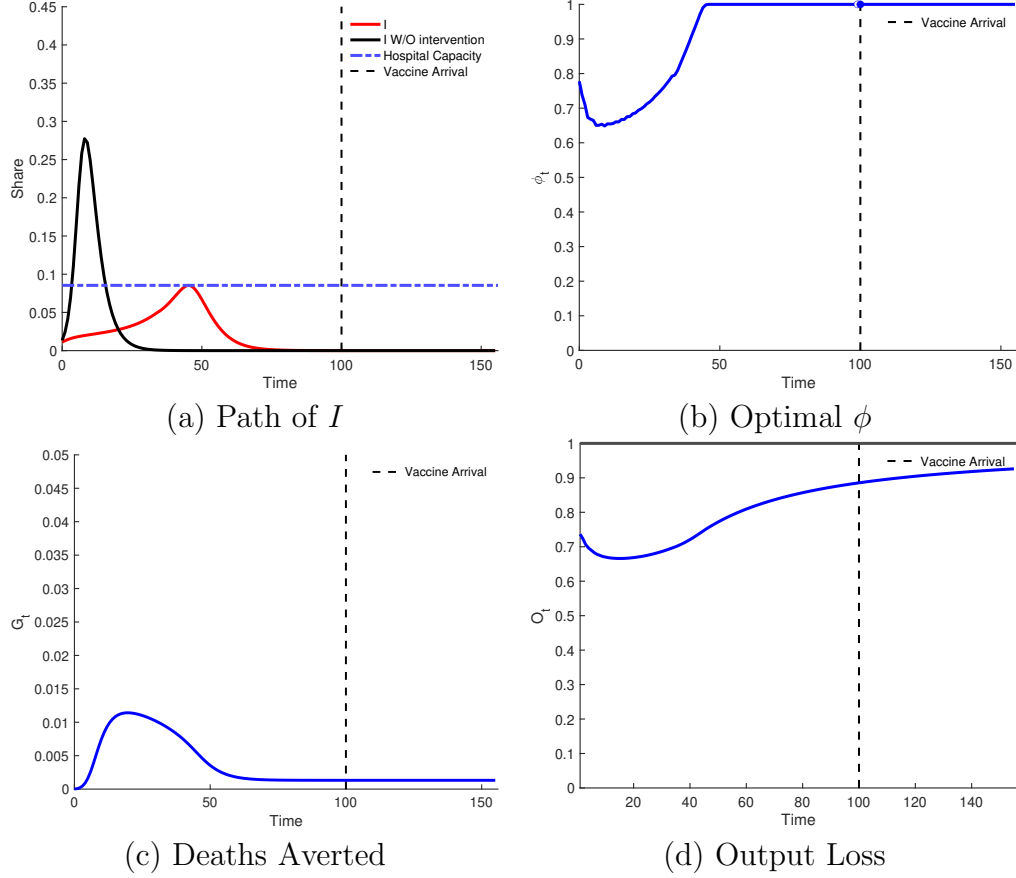 0.45
0.4
0.35
0.3
0.25
0.2
0.15
0.1
0.05
0
Share
I
I W/O intervention
Hospital Capacity
Vaccine Arrival
0 50 100 150
Time
(a) Path of I
1
0.9
0.8
0.7
0.6
0.5
0.4
0.3
0.2
0.1
0
ϕt
Vaccine Arrival
0 50 100 150
Time
(b) Optimal ϕ
0.05
0.045
0.04
0.035
0.03
0.025
0.02
0.015
0.01
0.005
0
Gt
Vaccine Arrival
0 50 100 150
Time
(c) Deaths Averted
1
0.9
0.8
0.7
0.6
0.5
0.4
0.3
0.2
0.1
0
Ot
Vaccine Arrival
20 40 60 80 100 120 140
Time
(d) Output Loss